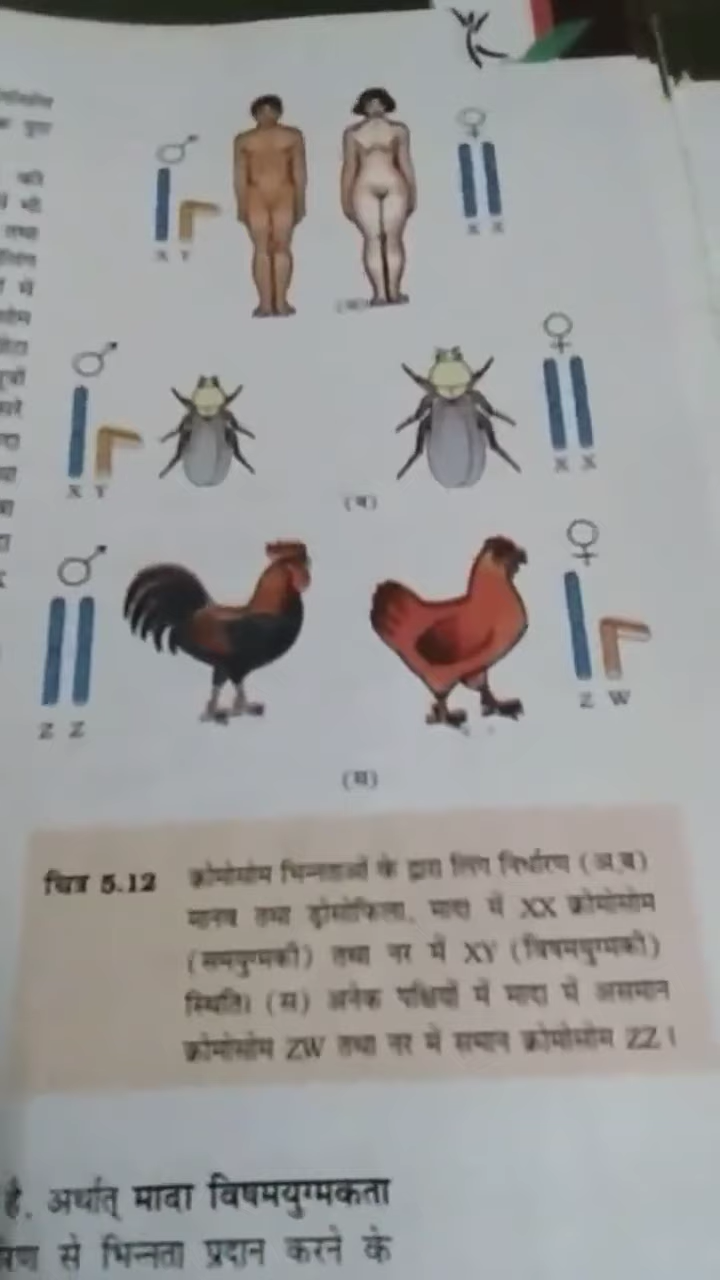 ♂
♀
X Y
X X
(अ)
♂
♀
X Y
X X
(ब)
♂
♀
Z Z
Z W
(स)
चित्र 5.12 क्रोमोसोम भिन्नताओं के द्वारा लिंग निर्धारण (अ,ब)
मानव तथा ड्रोसोफिला, मादा में XX क्रोमोसोम
(समयुग्मकी) तथा नर में XY (विषमयुग्मकी)
स्थिति। (स) अनेक पक्षियों में मादा में असमान
क्रोमोसोम ZW तथा नर में समान क्रोमोसोम ZZ।
है, अर्थात् मादा विषमयुग्मकता
से भिन्नता प्रदान करने के